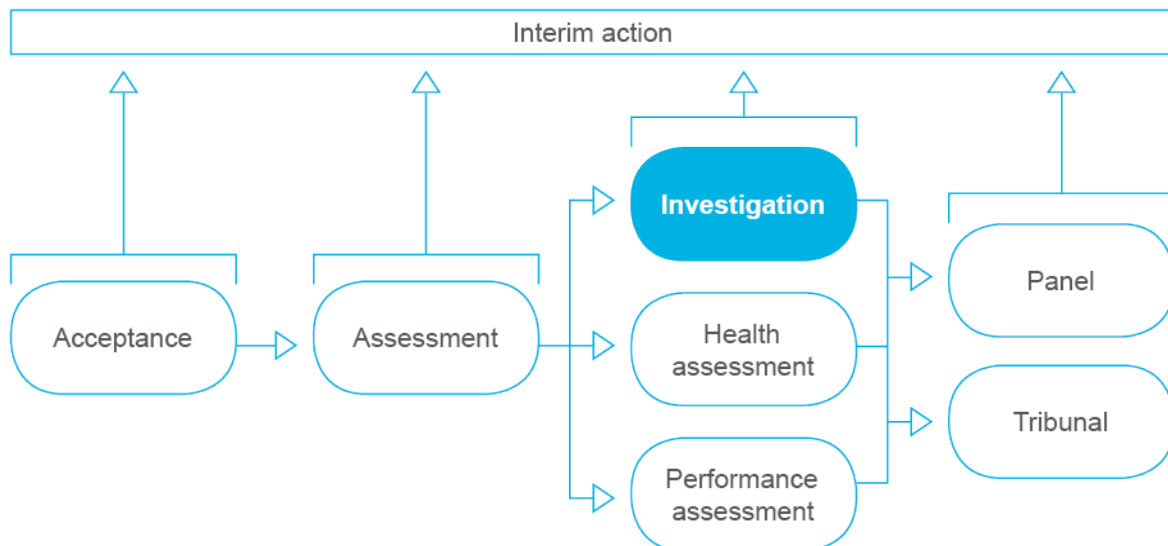 Interim action
Acceptance
Assessment
Investigation
Health
assessment
Performance
assessment
Panel
Tribunal